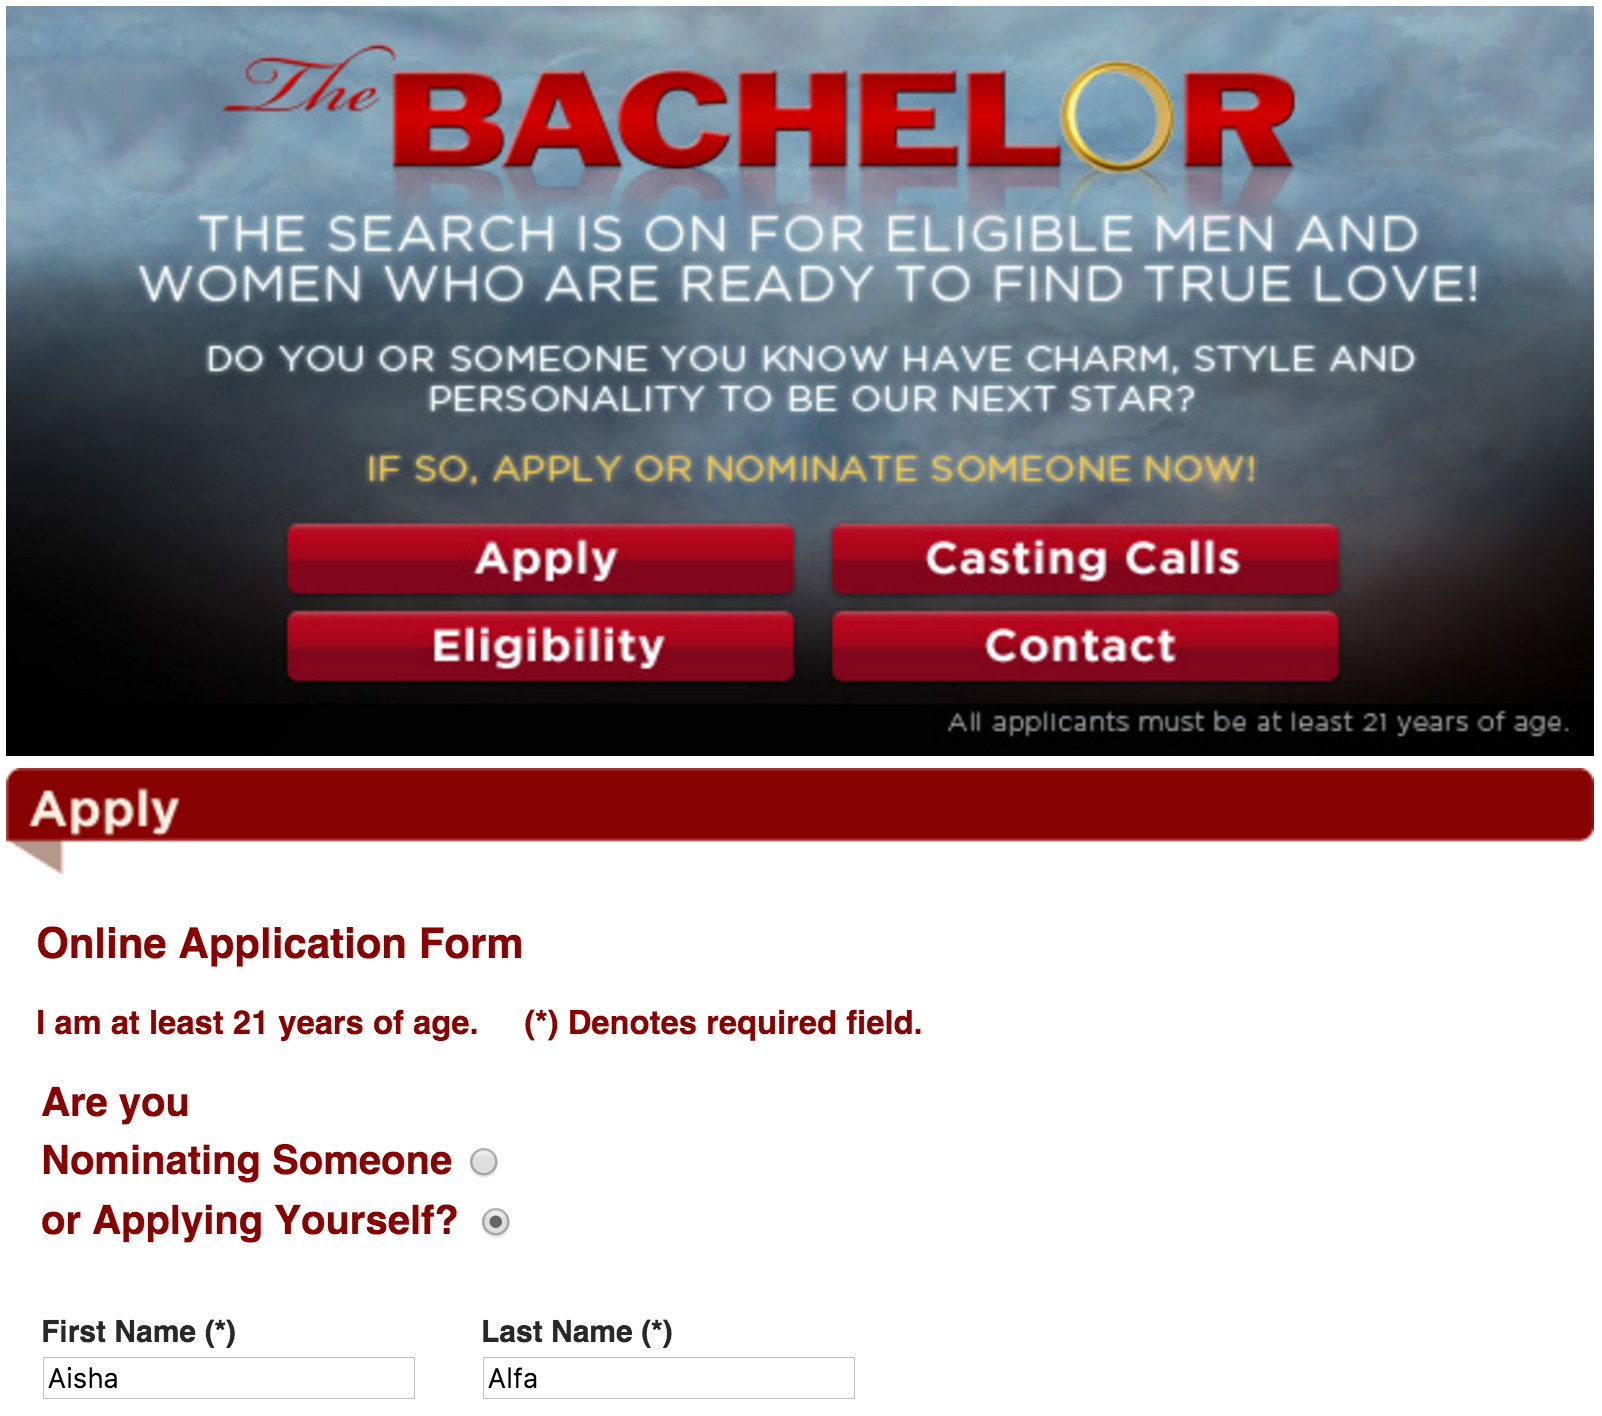 The BACHELOR
THE SEARCH IS ON FOR ELIGIBLE MEN AND
WOMEN WHO ARE READY TO FIND TRUE LOVE!
DO YOU OR SOMEONE YOU KNOW HAVE CHARM, STYLE AND
PERSONALITY TO BE OUR NEXT STAR?
IF SO, APPLY OR NOMINATE SOMEONE NOW!
Apply Casting Calls
Eligibility Contact
All applicants must be at least 21 years of age.
Apply
Online Application Form
I am at least 21 years of age. (*) Denotes required field.
Are you
Nominating Someone
or Applying Yourself?
First Name (*) Last Name (*)
Aisha Alfa